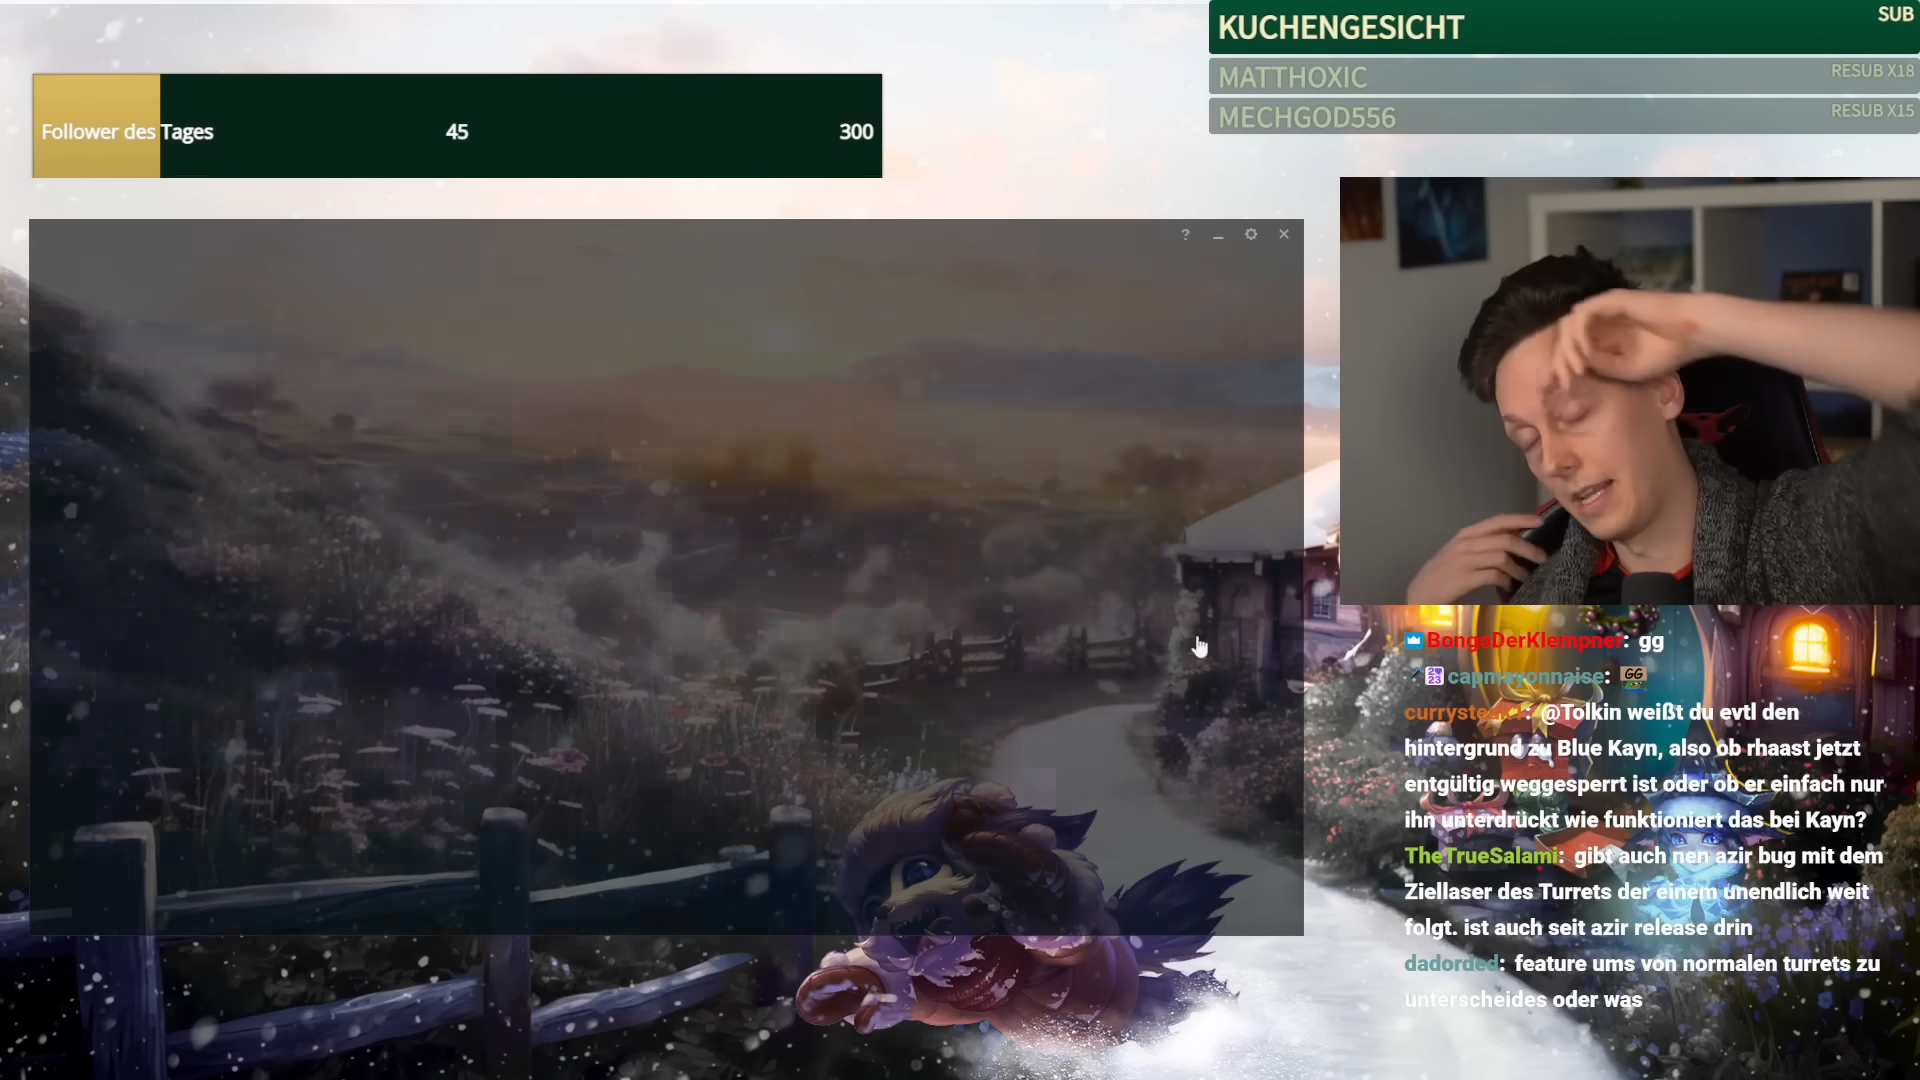 KUCHENGESICHT SUB
MATTHOXIC RESUB X18
MECHGOD556 RESUB X15
Follower des Tages 45 300
?
BongoDerKlempner: gg
capmayonnaise: GG
: @Tolkin weißt du evtl den
hintergrund zu Blue Kayn, also ob rhaast jetzt
entgültig weggesperrt ist oder ob er einfach nur
ihn unterdrückt wie funktioniert das bei Kayn?
TheTrueSalami: gibt auch nen azir bug mit dem
Ziellaser des Turrets der einem unendlich weit
folgt. ist auch seit azir release drin
dadorded: feature ums von normalen turrets zu
unterscheides oder was